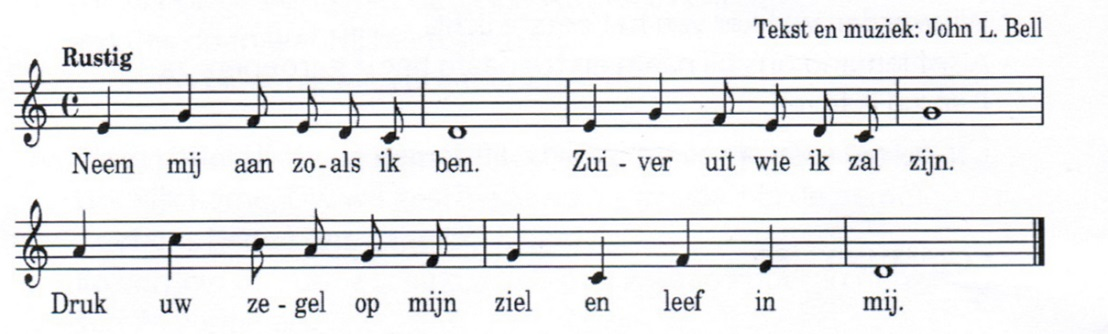 Tekst en muziek: John L. Bell
Rustig
Neem mij aan zo-als ik ben. Zui - ver uit wie ik zal zijn.
Druk uw ze - gel op mijn ziel en leef in mij.